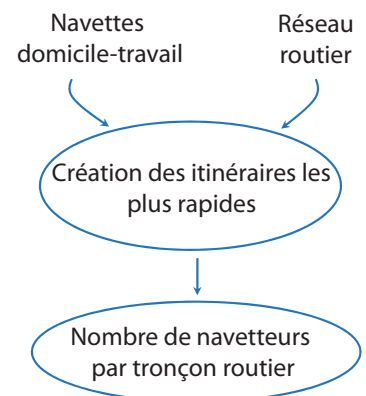 Navettes
domicile-travail
Réseau
routier
Création des itinéraires les
plus rapides
Nombre de navetteurs
par tronçon routier